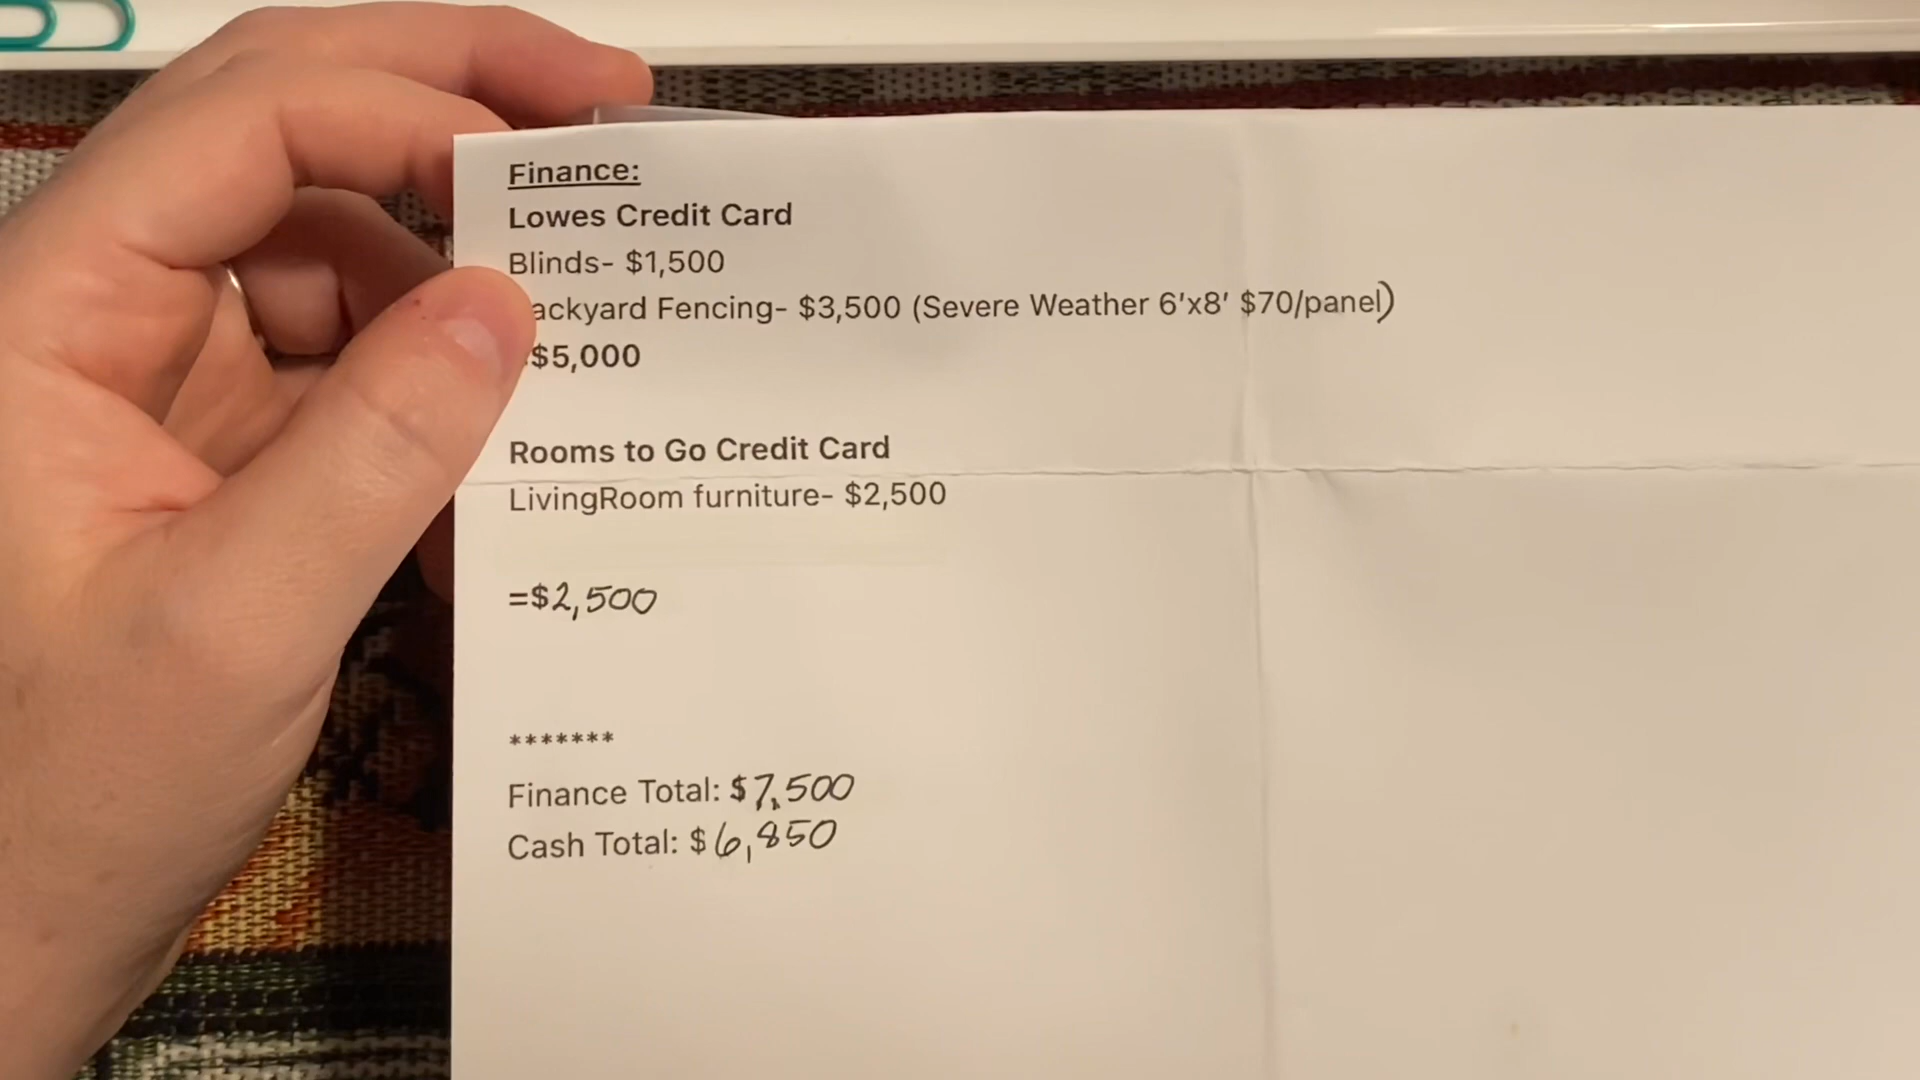 Finance:
Lowes Credit Card
Blinds- $1,500
ackyard Fencing- $3,500 (Severe Weather 6'x8' $70/panel)
$5,000
Rooms to Go Credit Card
LivingRoom furniture- $2,500
=$2,500
*******
Finance Total: $7,500
Cash Total: $6,850